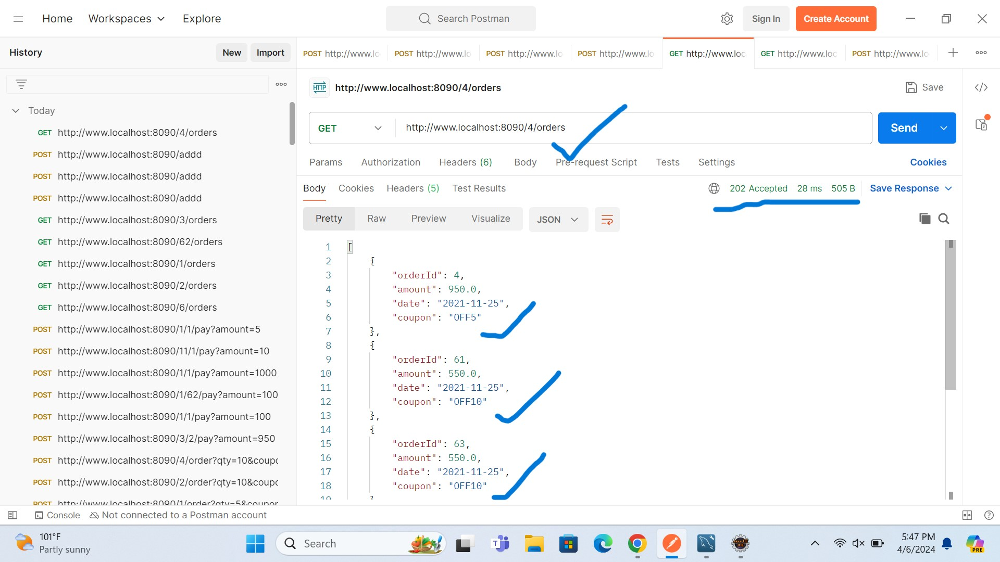 Home Workspaces Explore Search Postman Sign In Create Account
History New Import
POST http://www.lo POST http://www.lo POST http://www.lo POST http://www.lo GET http://www.loc GET http://www.loc POST http://www.lo
HTTP http://www.localhost:8090/4/orders Save
GET http://www.localhost:8090/4/orders Send
Params Authorization Headers (6) Body Pre-request Script Tests Settings Cookies
Body Cookies Headers (5) Test Results 202 Accepted 28 ms 505 B Save Response
Pretty Raw Preview Visualize JSON
Today
GET http://www.localhost:8090/4/orders
POST http://www.localhost:8090/addd
POST http://www.localhost:8090/addd
POST http://www.localhost:8090/addd
GET http://www.localhost:8090/3/orders
GET http://www.localhost:8090/62/orders
GET http://www.localhost:8090/1/orders
GET http://www.localhost:8090/2/orders
GET http://www.localhost:8090/6/orders
POST http://www.localhost:8090/1/1/pay?amount=5
POST http://www.localhost:8090/11/1/pay?amount=10
POST http://www.localhost:8090/1/1/pay?amount=1000
POST http://www.localhost:8090/1/62/pay?amount=100
POST http://www.localhost:8090/1/1/pay?amount=100
POST http://www.localhost:8090/3/2/pay?amount=950
POST http://www.localhost:8090/4/order?qty=10&coupo
POST http://www.localhost:8090/2/order?qty=10&coupo
POST http://www.localhost:8090/1/order?qty=5&coupon
1 [
2 {
3 "orderId": 4,
4 "amount": 950.0,
5 "date": "2021-11-25",
6 "coupon": "OFF5"
7 },
8 {
9 "orderId": 61,
10 "amount": 550.0,
11 "date": "2021-11-25",
12 "coupon": "OFF10"
13 },
14 {
15 "orderId": 63,
16 "amount": 550.0,
17 "date": "2021-11-25",
18 "coupon": "OFF10"
19 }
Console Not connected to a Postman account
101°F
Partly sunny
Search
5:47 PM
4/6/2024
PRE